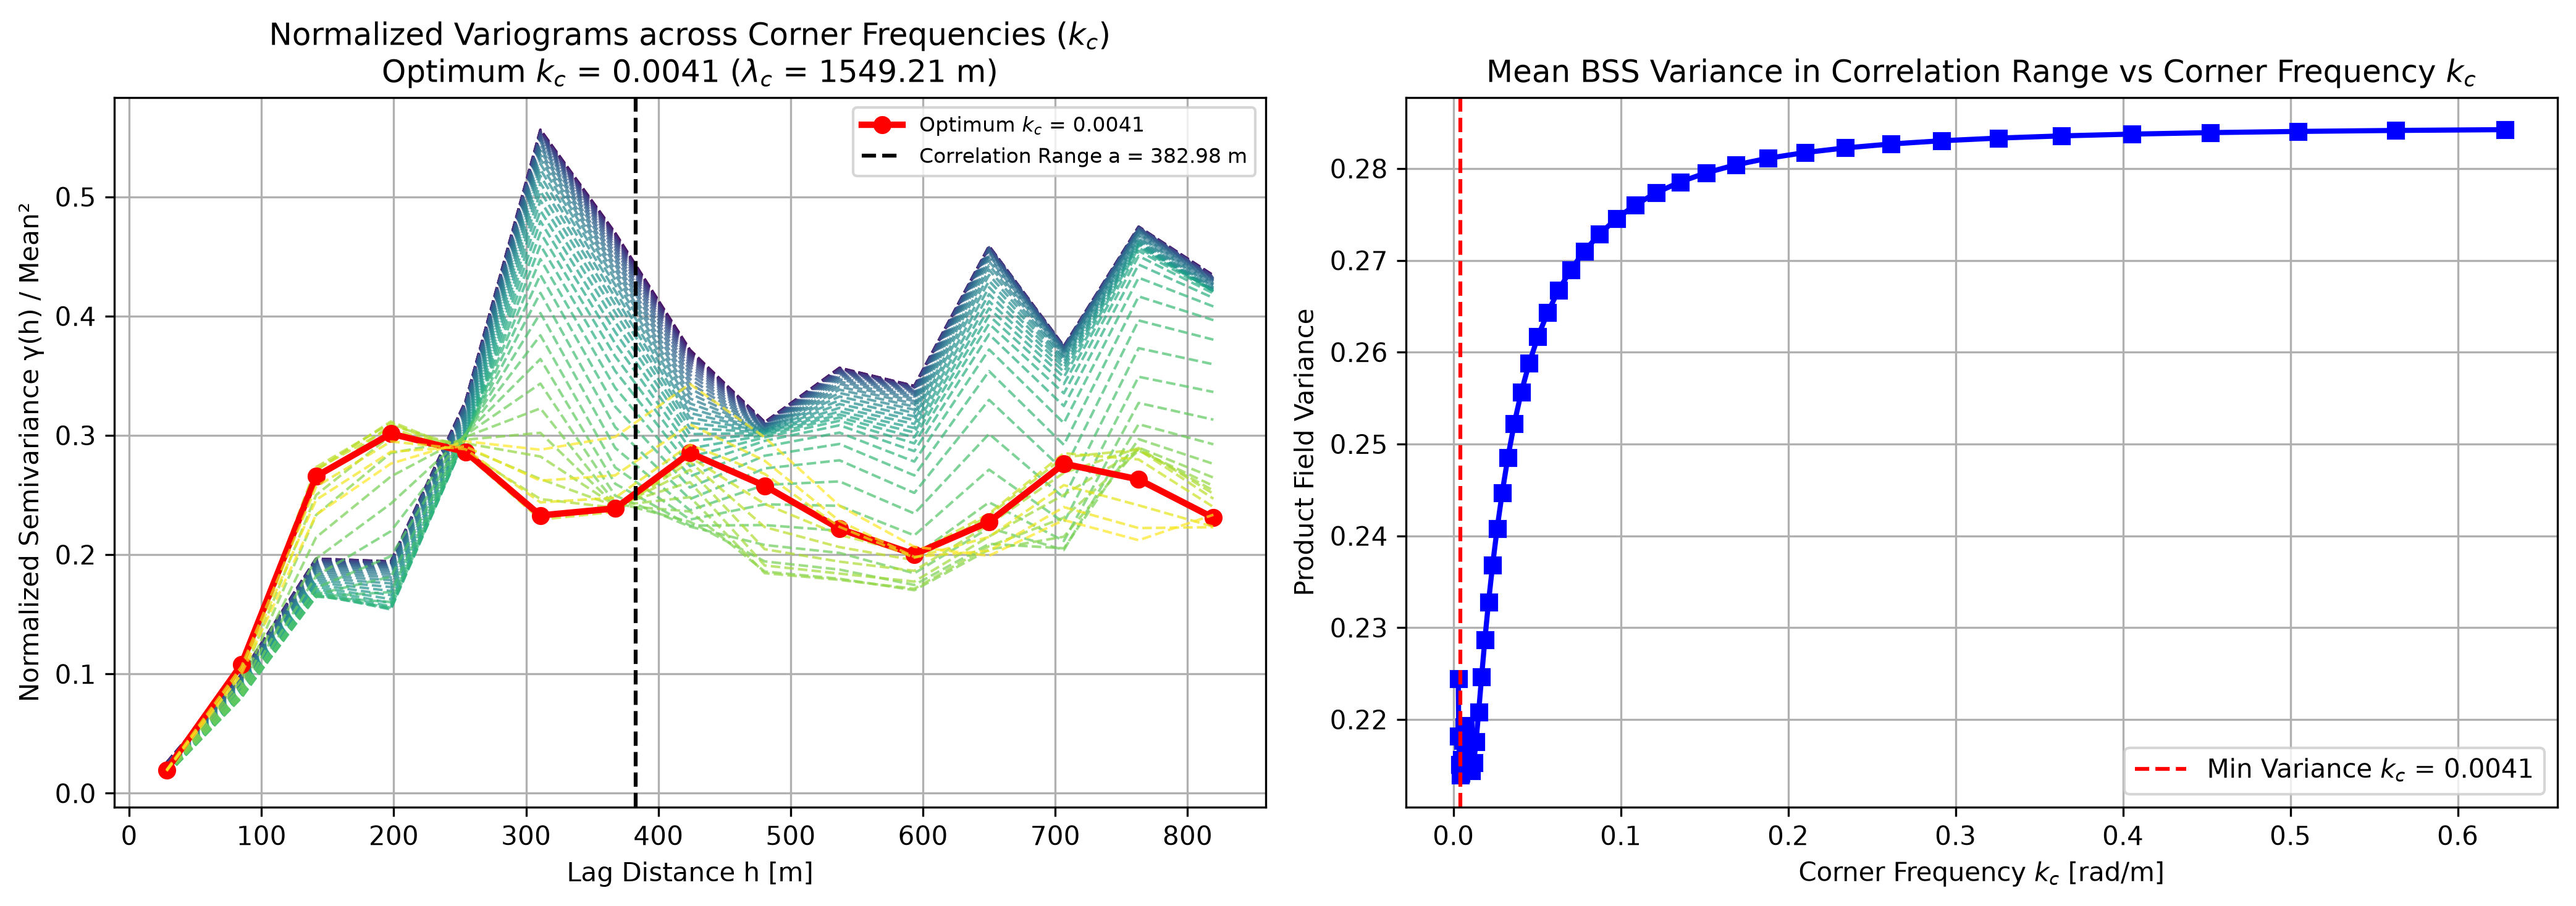 Normalized Variograms across Corner Frequencies (k_c)
Optimum k_c = 0.0041 (λ_c = 1549.21 m)
Optimum k_c = 0.0041
Correlation Range a = 382.98 m
Normalized Semivariance γ(h) / Mean²
0.5
0.4
0.3
0.2
0.1
0.0
0 100 200 300 400 500 600 700 800
Lag Distance h [m]
Mean BSS Variance in Correlation Range vs Corner Frequency k_c
Product Field Variance
0.28
0.27
0.26
0.25
0.24
0.23
0.22
Min Variance k_c = 0.0041
0.0 0.1 0.2 0.3 0.4 0.5 0.6
Corner Frequency k_c [rad/m]